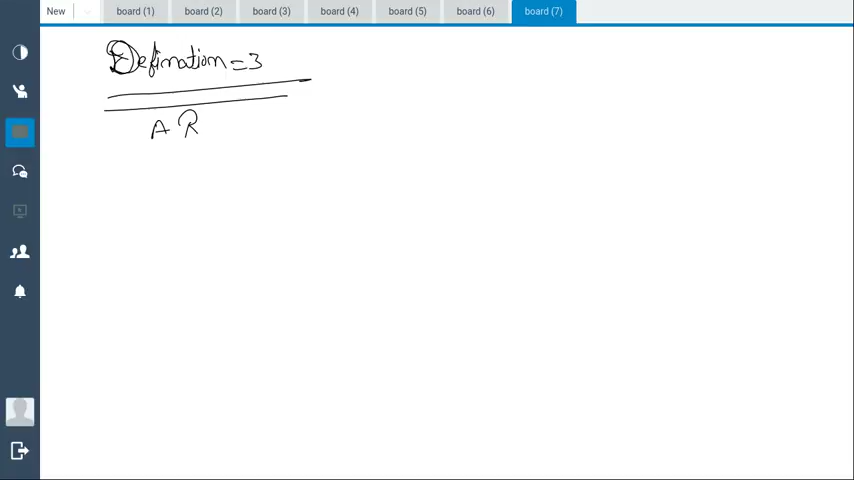 New board (1) board (2) board (3) board (4) board (5) board (6) board (7)
Defination = 3
A R